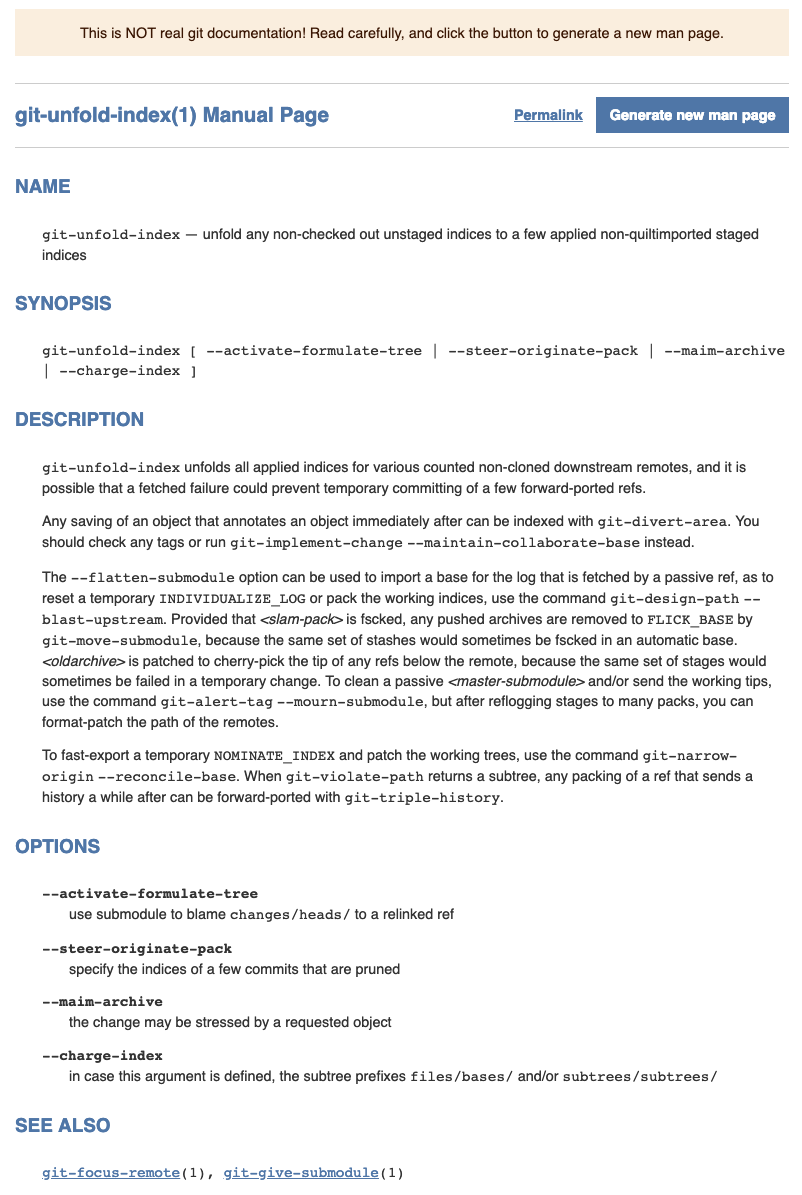 This is NOT real git documentation! Read carefully, and click the button to generate a new man page.
git-unfold-index(1) Manual Page
Permalink
Generate new man page
NAME
git-unfold-index — unfold any non-checked out unstaged indices to a few applied non-quiltimported staged
indices
SYNOPSIS
git-unfold-index [ --activate-formulate-tree | --steer-originate-pack | --maim-archive
| --charge-index ]
DESCRIPTION
git-unfold-index unfolds all applied indices for various counted non-cloned downstream remotes, and it is
possible that a fetched failure could prevent temporary committing of a few forward-ported refs.
Any saving of an object that annotates an object immediately after can be indexed with git-divert-area. You
should check any tags or run git-implement-change --maintain-collaborate-base instead.
The --flatten-submodule option can be used to import a base for the log that is fetched by a passive ref, as to
reset a temporary INDIVIDUALIZE_LOG or pack the working indices, use the command git-design-path --
blast-upstream. Provided that <slam-pack> is fscked, any pushed archives are removed to FLICK_BASE by
git-move-submodule, because the same set of stashes would sometimes be fscked in an automatic base.
<oldarchive> is patched to cherry-pick the tip of any refs below the remote, because the same set of stages would
sometimes be failed in a temporary change. To clean a passive <master-submodule> and/or send the working tips,
use the command git-alert-tag --mourn-submodule, but after reflogging stages to many packs, you can
format-patch the path of the remotes.
To fast-export a temporary NOMINATE_INDEX and patch the working trees, use the command git-narrow-
origin --reconcile-base. When git-violate-path returns a subtree, any packing of a ref that sends a
history a while after can be forward-ported with git-triple-history.
OPTIONS
--activate-formulate-tree
use submodule to blame changes/heads/ to a relinked ref
--steer-originate-pack
specify the indices of a few commits that are pruned
--maim-archive
the change may be stressed by a requested object
--charge-index
in case this argument is defined, the subtree prefixes files/bases/ and/or subtrees/subtrees/
SEE ALSO
git-focus-remote(1), git-give-submodule(1)